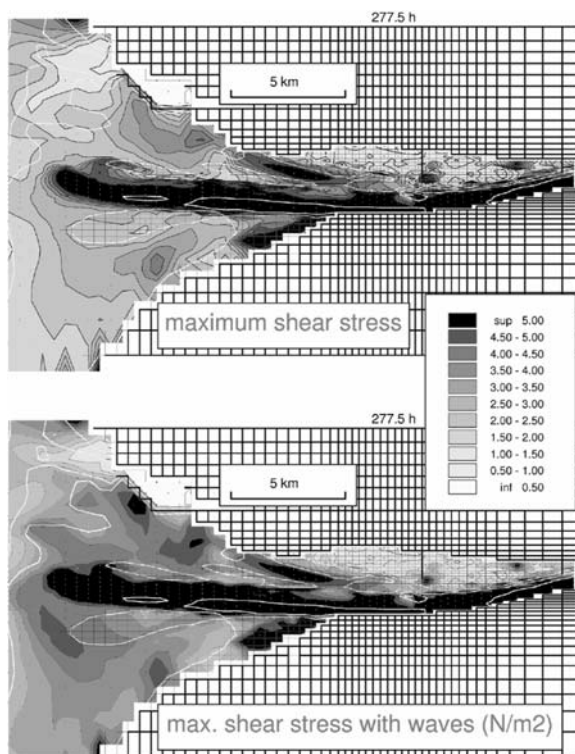 277.5 h
5 km
maximum shear stress
sup 5.00
4.50 - 5.00
4.00 - 4.50
3.50 - 4.00
3.00 - 3.50
2.50 - 3.00
2.00 - 2.50
1.50 - 2.00
1.00 - 1.50
0.50 - 1.00
inf 0.50
277.5 h
5 km
max. shear stress with waves (N/m2)